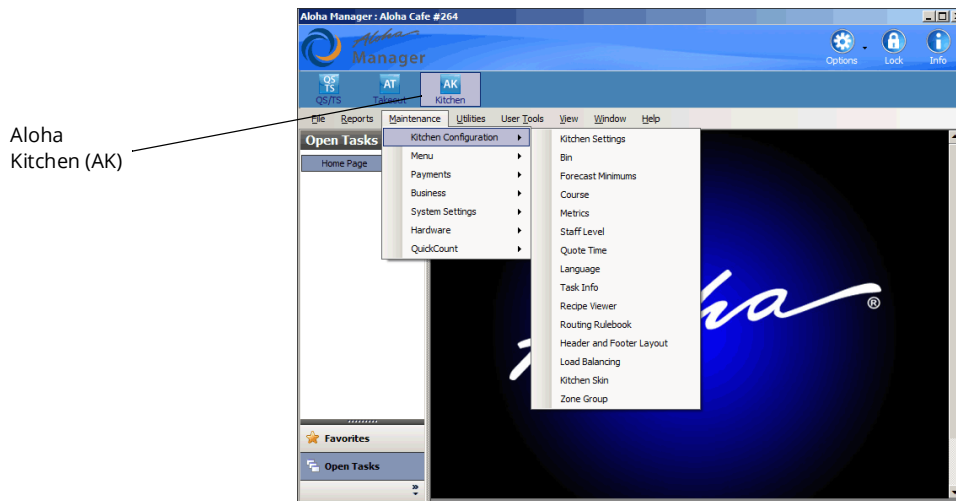 Aloha Manager : Aloha Cafe #264
Aloha
Manager
Options
Lock
Info
QS
TS
QS/TS
AT
Takeout
AK
Kitchen
File Reports Maintenance Utilities User Tools View Window Help
Aloha
Kitchen (AK)
Open Tasks
Home Page
Kitchen Configuration
Menu
Payments
Business
System Settings
Hardware
QuickCount
Kitchen Settings
Bin
Forecast Minimums
Course
Metrics
Staff Level
Quote Time
Language
Task Info
Recipe Viewer
Routing Rulebook
Header and Footer Layout
Load Balancing
Kitchen Skin
Zone Group
®
Favorites
Open Tasks